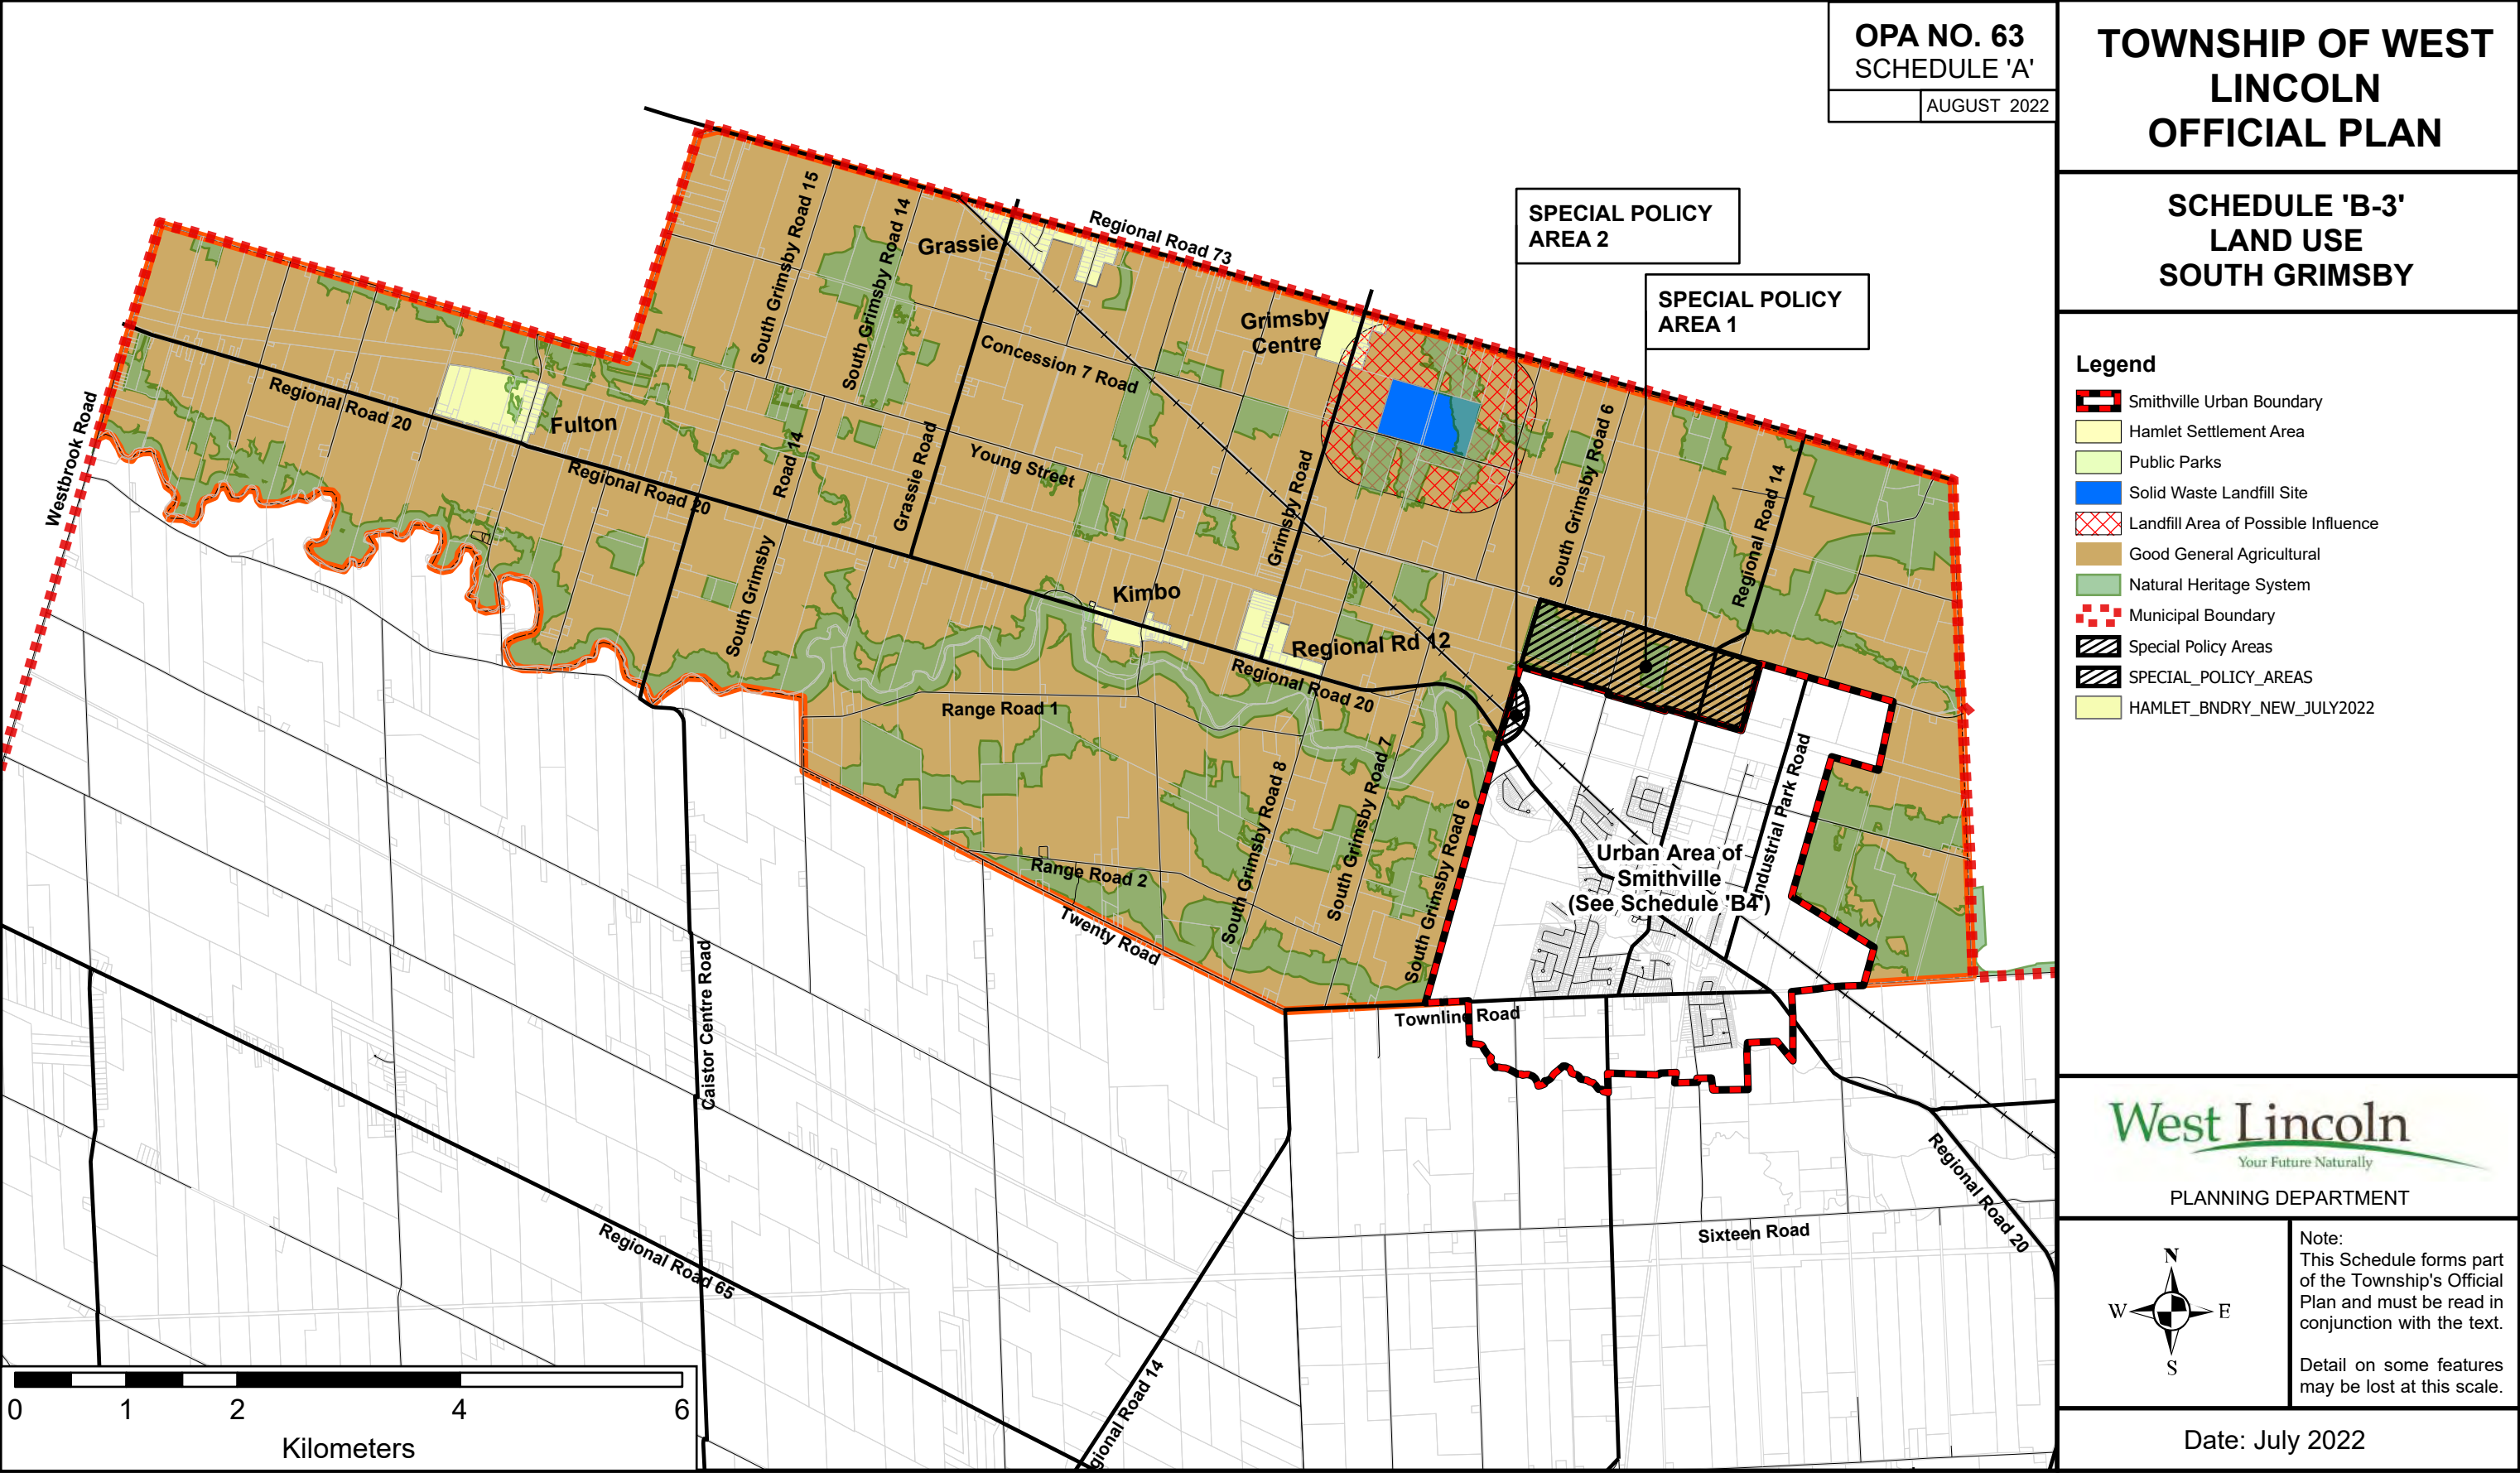 OPA NO. 63
SCHEDULE 'A'
AUGUST 2022
TOWNSHIP OF WEST
LINCOLN
OFFICIAL PLAN
SCHEDULE 'B-3'
LAND USE
SOUTH GRIMSBY
Legend
Smithville Urban Boundary
Hamlet Settlement Area
Public Parks
Solid Waste Landfill Site
Landfill Area of Possible Influence
Good General Agricultural
Natural Heritage System
Municipal Boundary
Special Policy Areas
SPECIAL_POLICY_AREAS
HAMLET_BNDRY_NEW_JULY2022
West Lincoln
Your Future Naturally
PLANNING DEPARTMENT
N
W E
S
Note:
This Schedule forms part
of the Township's Official
Plan and must be read in
conjunction with the text.
Detail on some features
may be lost at this scale.
Date: July 2022
SPECIAL POLICY
AREA 2
SPECIAL POLICY
AREA 1
Regional Road 73
South Grimsby Road 15
South Grimsby Road 14
Grassie
Grimsby
Centre
Concession 7 Road
Regional Road 20
Fulton
Westbrook Road
Regional Road 20
Road 14
Grassie Road
Young Street
Grimsby Road
South Grimsby Road 6
Regional Road 14
South Grimsby
Kimbo
Regional Rd 12
Regional Road 20
Range Road 1
South Grimsby Road 8
South Grimsby Road 7
South Grimsby Road 6
Industrial Park Road
Urban Area of
Smithville
(See Schedule 'B4')
Range Road 2
Twenty Road
Townline Road
Caistor Centre Road
Regional Road 65
Regional Road 20
Sixteen Road
gional Road 14
0 1 2 4 6
Kilometers